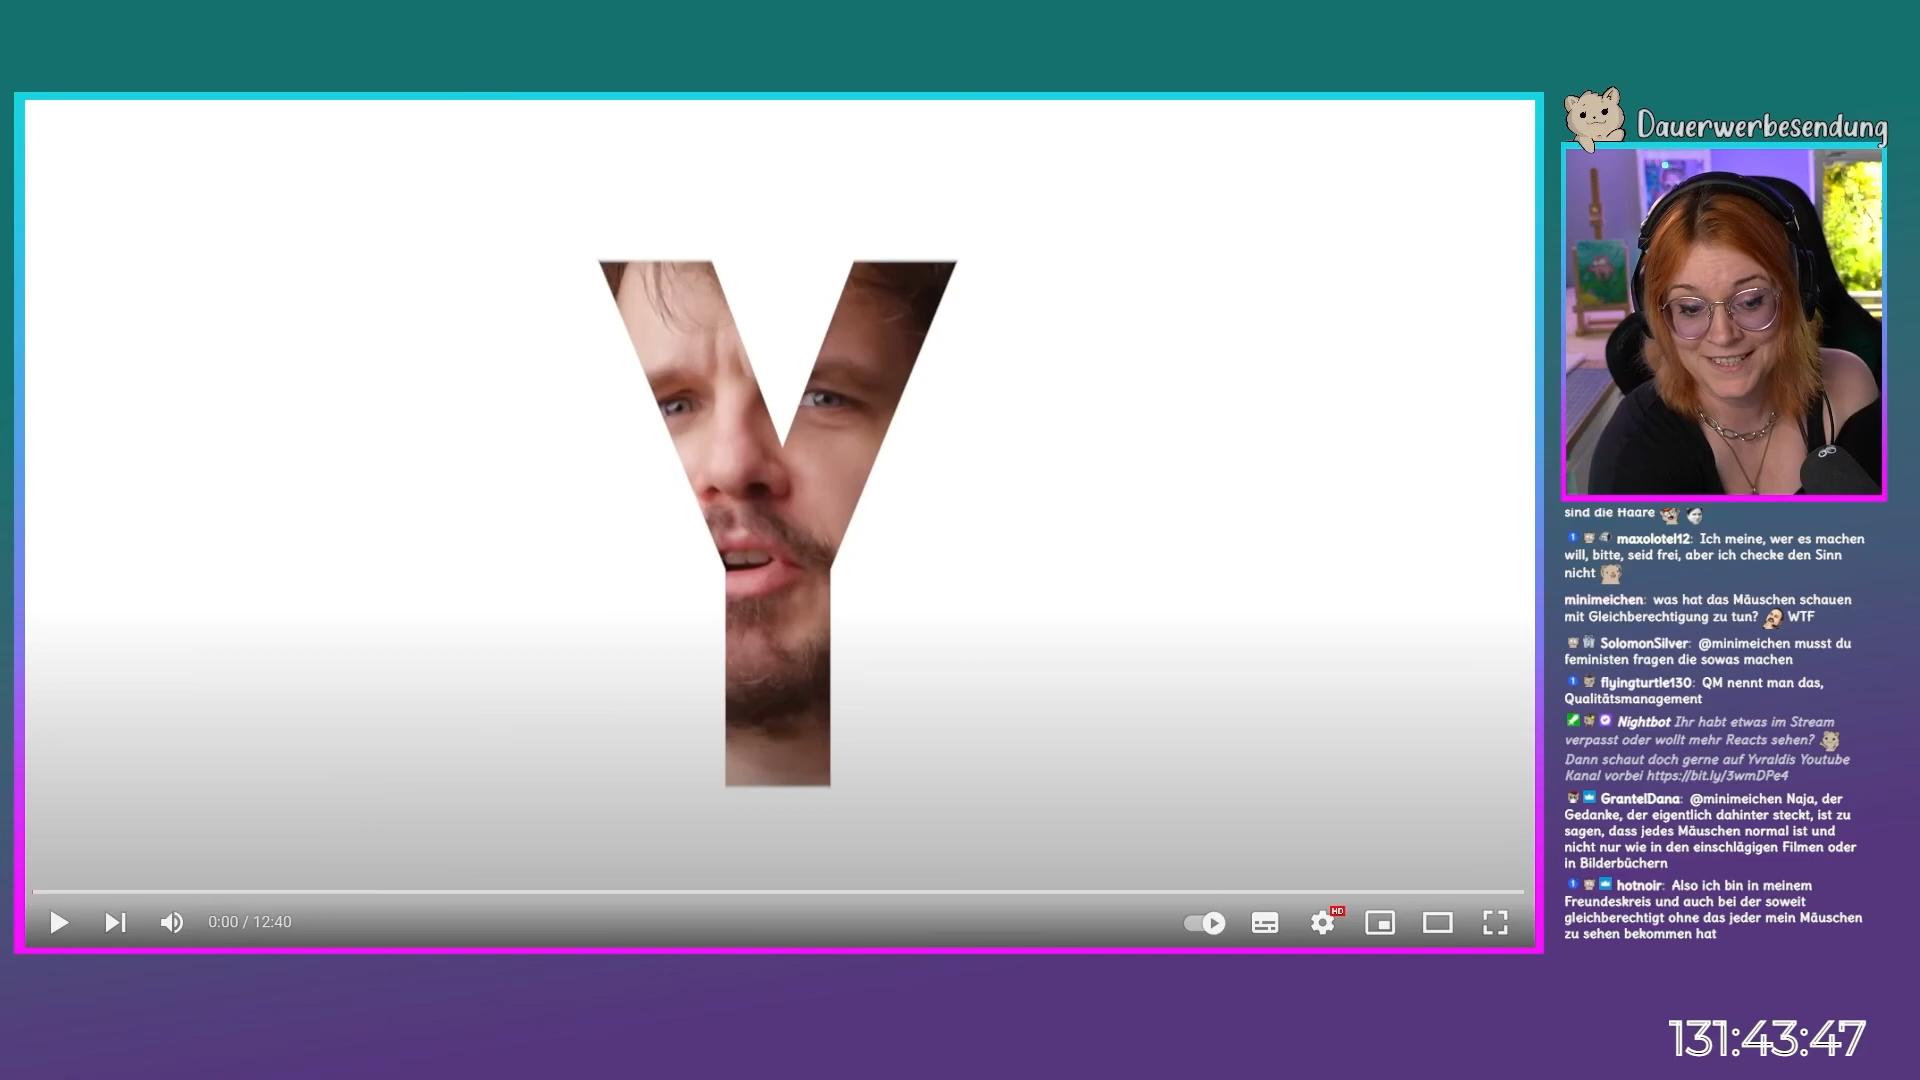 Dauerwerbesendung
Y
sind die Haare
maxolotel12: Ich meine, wer es machen
will, bitte, seid frei, aber ich checke den Sinn
nicht
minimeichen: was hat das Mäuschen schauen
mit Gleichberechtigung zu tun? WTF
SolomonSilver: @minimeichen musst du
feministen fragen die sowas machen
flyingturtle130: QM nennt man das,
Qualitätsmanagement
Nightbot Ihr habt etwas im Stream
verpasst oder wollt mehr Reacts sehen?
Dann schaut doch gerne auf Yvraldis Youtube
Kanal vorbei https://bit.ly/3wmDPe4
GrantelDana: @minimeichen Naja, der
Gedanke, der eigentlich dahinter steckt, ist zu
sagen, dass jedes Mäuschen normal ist und
nicht nur wie in den einschlägigen Filmen oder
in Bilderbüchern
hotnoir: Also ich bin in meinem
Freundeskreis und auch bei der soweit
gleichberechtigt ohne das jeder mein Mäuschen
zu sehen bekommen hat
0:00 / 12:40
HD
131:43:47